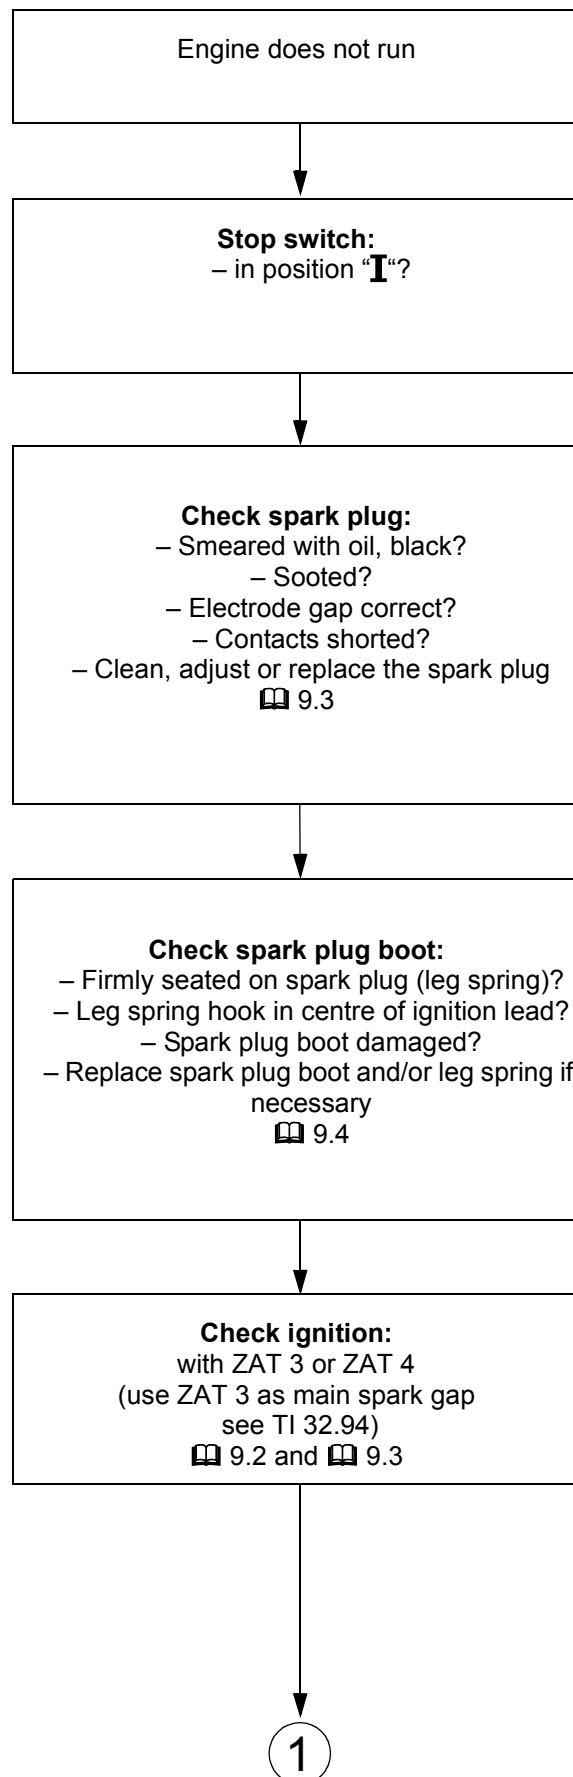 Engine does not run
Stop switch:
– in position “I“?
Check spark plug:
– Smeared with oil, black?
– Sooted?
– Electrode gap correct?
– Contacts shorted?
– Clean, adjust or replace the spark plug
9.3
Check spark plug boot:
– Firmly seated on spark plug (leg spring)?
– Leg spring hook in centre of ignition lead?
– Spark plug boot damaged?
– Replace spark plug boot and/or leg spring if
necessary
9.4
Check ignition:
with ZAT 3 or ZAT 4
(use ZAT 3 as main spark gap
see TI 32.94)
9.2 and 9.3
1